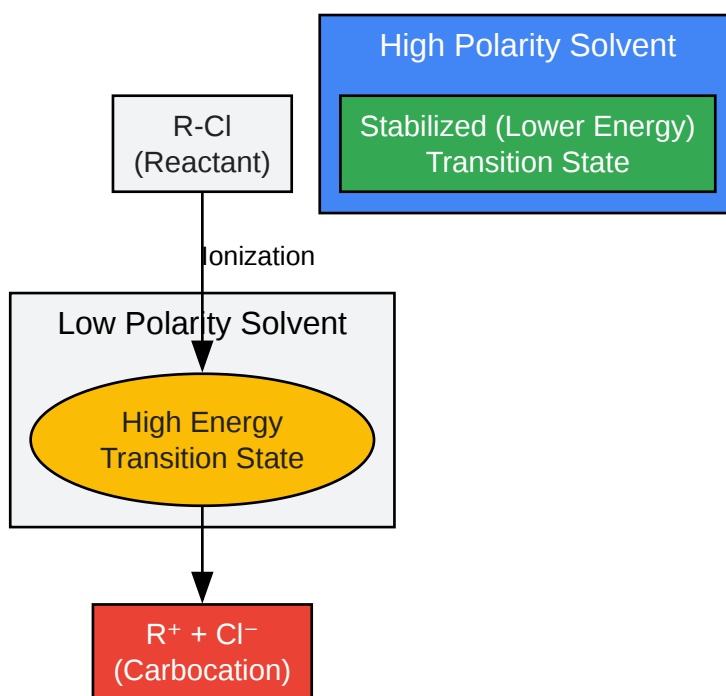 High Polarity Solvent
Stabilized (Lower Energy)
Transition State
R-Cl
(Reactant)
Ionization
Low Polarity Solvent
High Energy
Transition State
R⁺ + Cl⁻
(Carbocation)